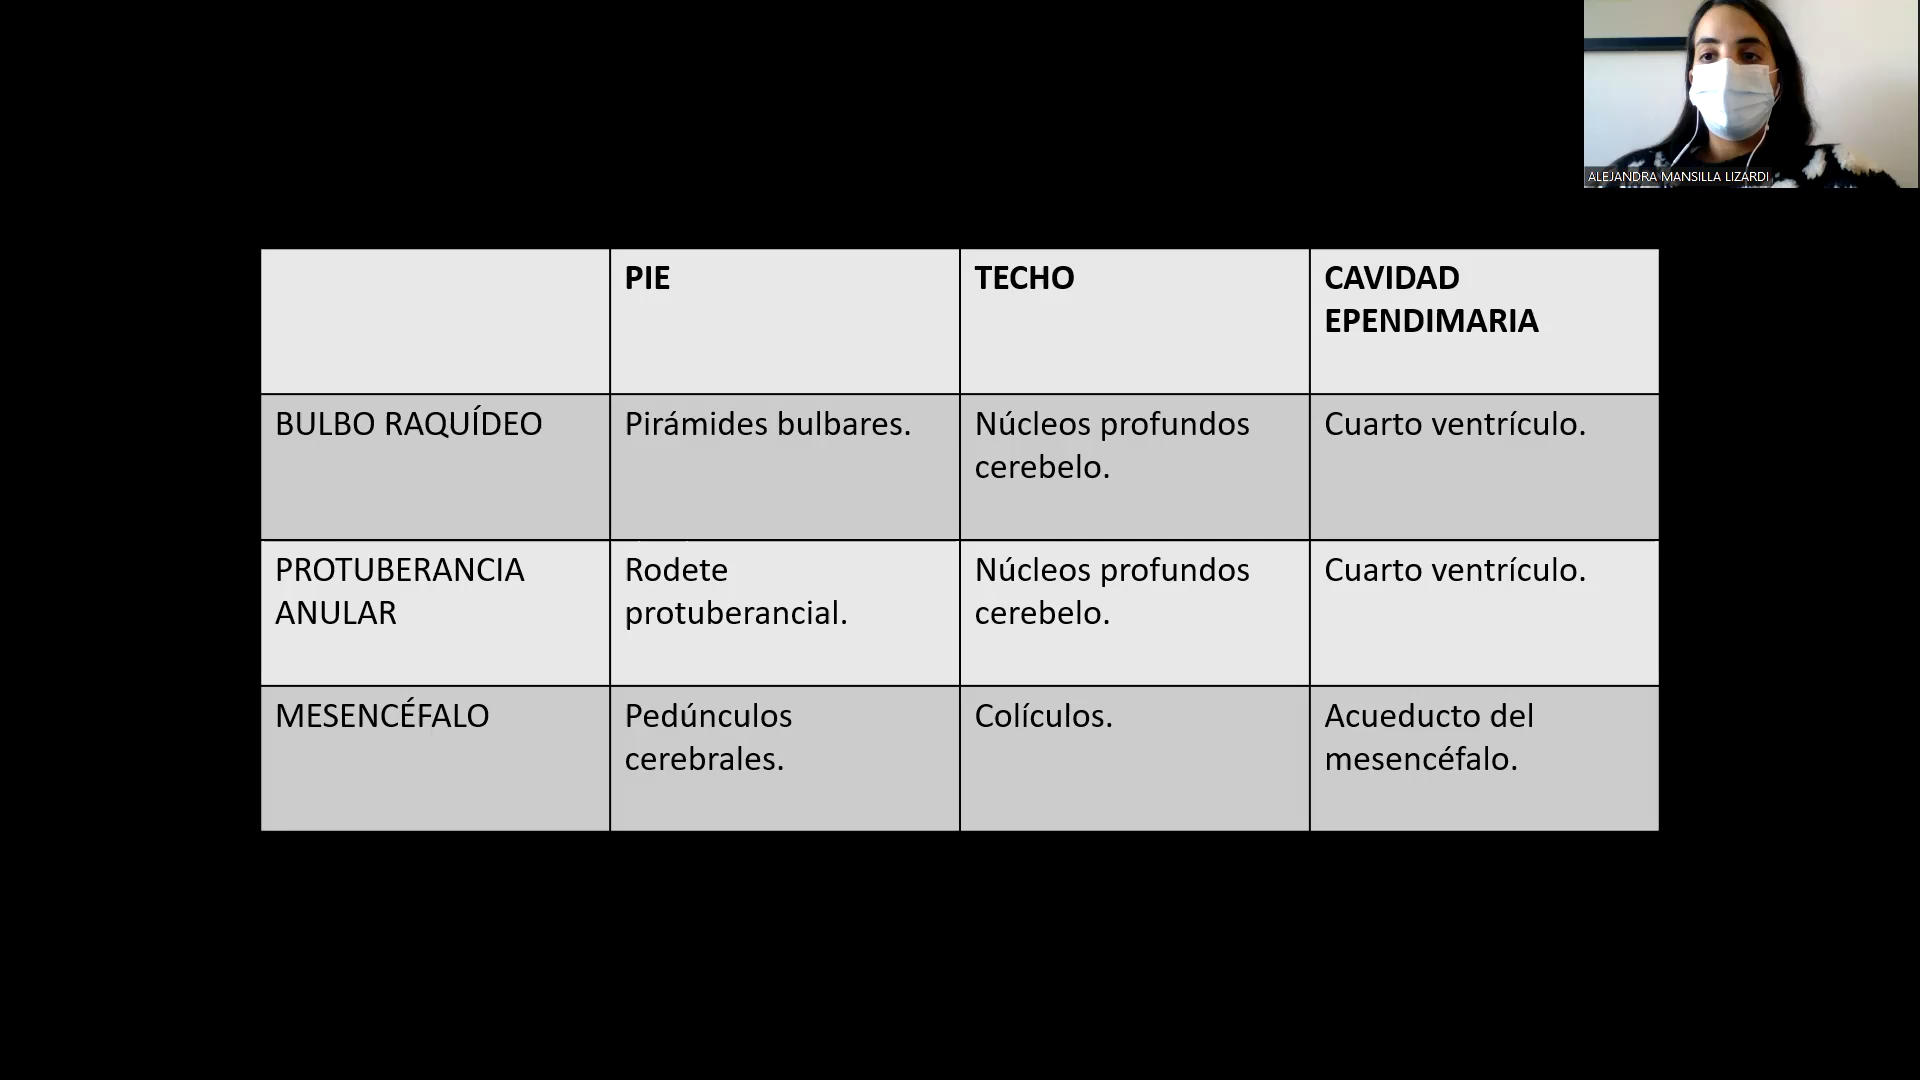 ALEJANDRA MANSILLA LIZARDI
PIE
TECHO
CAVIDAD
EPENDIMARIA
BULBO RAQUÍDEO
Pirámides bulbares.
Núcleos profundos
cerebelo.
Cuarto ventrículo.
PROTUBERANCIA
ANULAR
Rodete
protuberancial.
Núcleos profundos
cerebelo.
Cuarto ventrículo.
MESENCÉFALO
Pedúnculos
cerebrales.
Colículos.
Acueducto del
mesencéfalo.